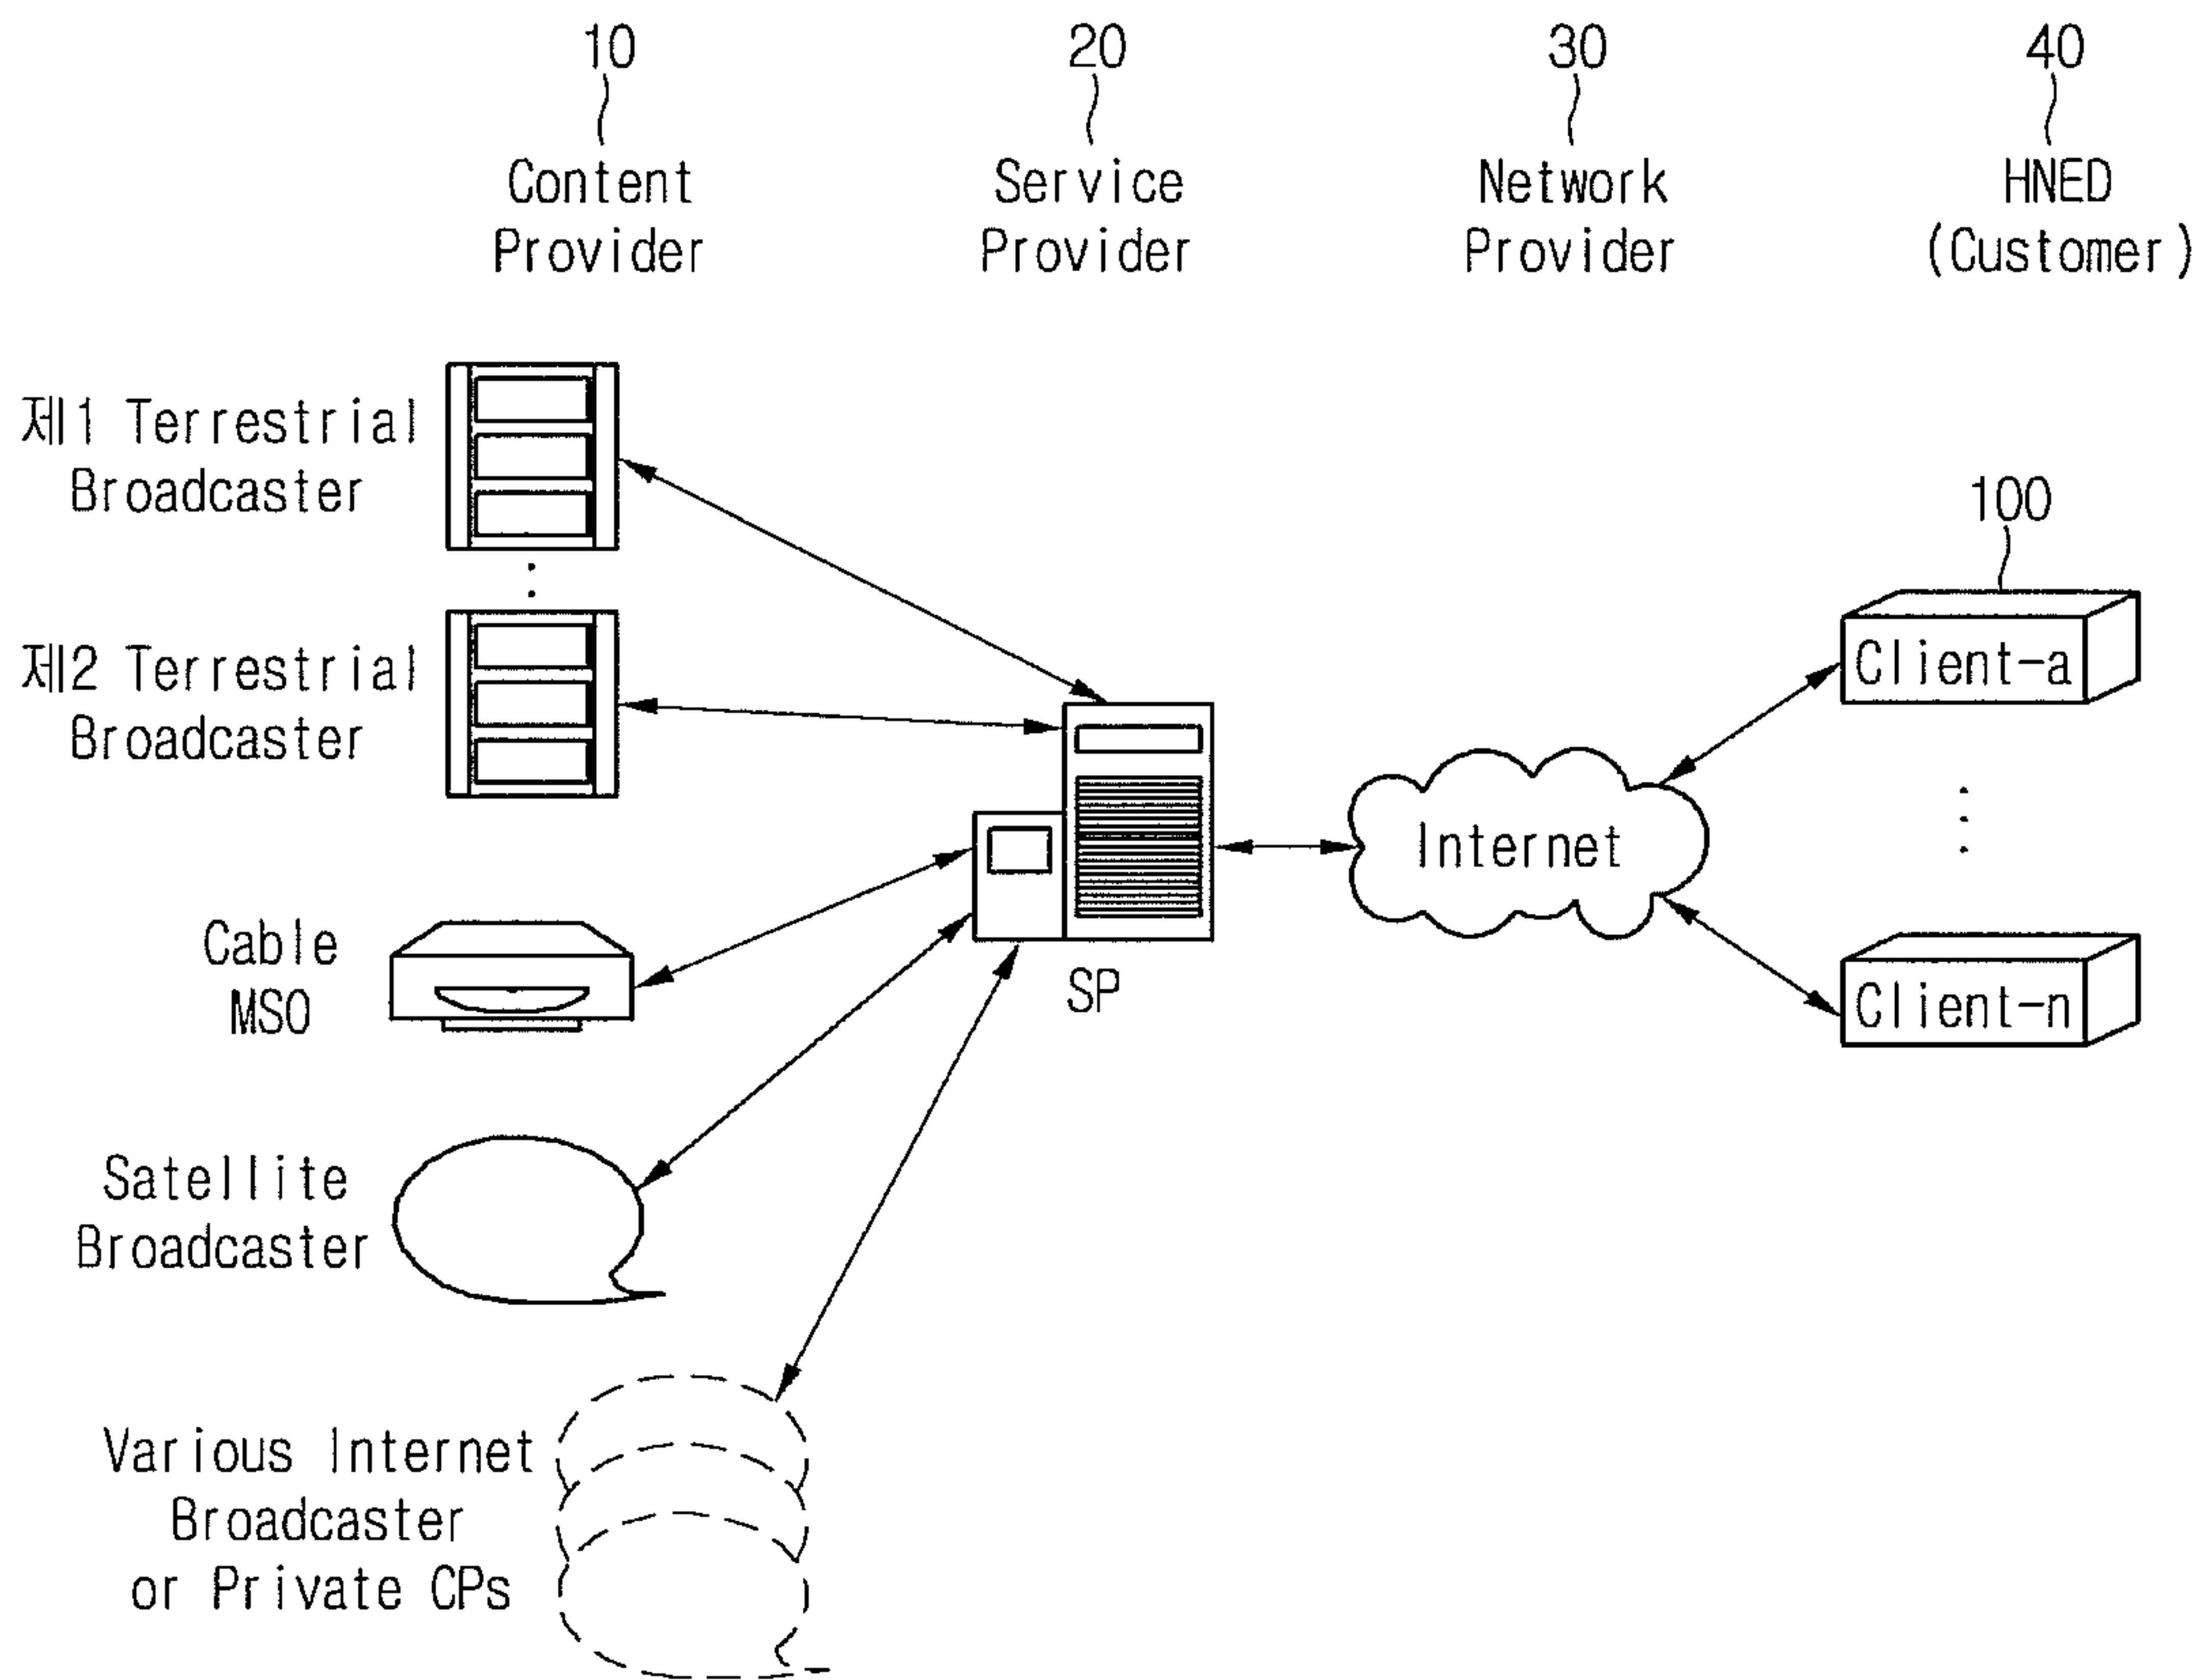 10
20
30
40
Content
Provider
Service
Provider
Network
Provider
HNED
(Customer)
제1 Terrestrial
Broadcaster
100
Client-a
제2 Terrestrial
Broadcaster
Internet
Cable
MSO
SP
Client-n
Satellite
Broadcaster
Various Internet
Broadcaster
or Private CPs